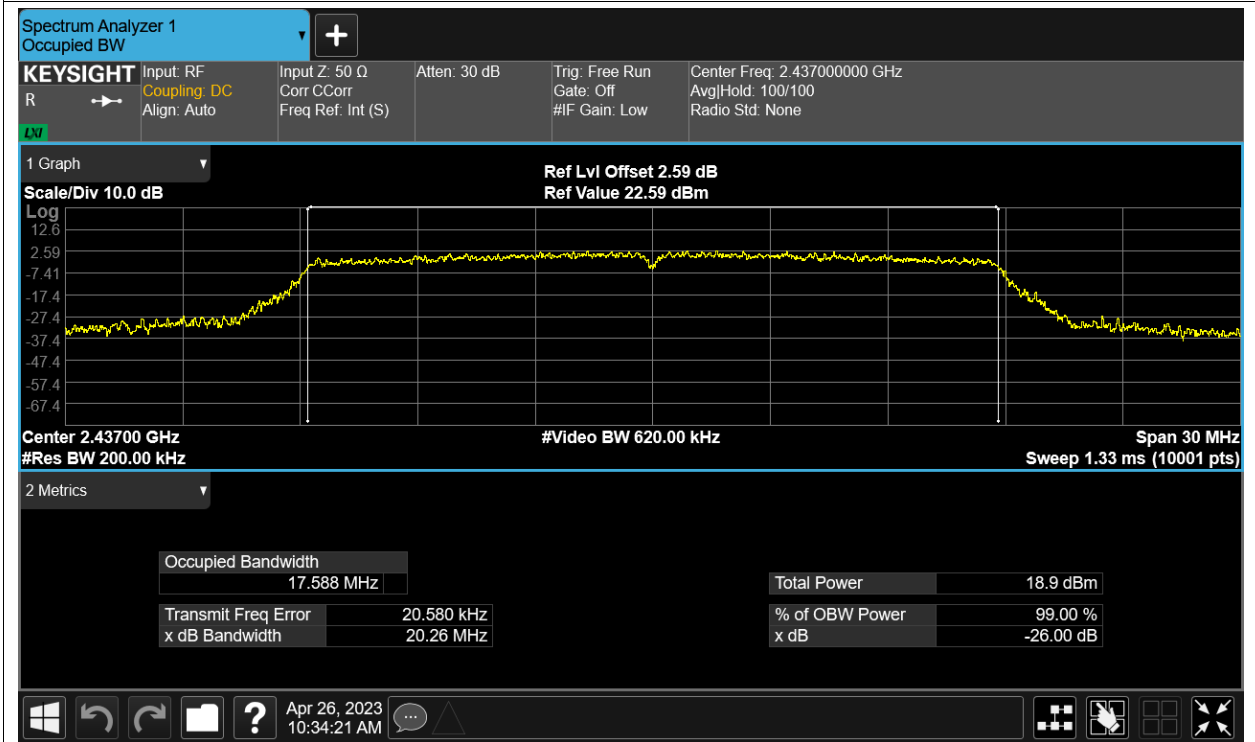 Spectrum Analyzer 1
Occupied BW
KEYSIGHT
R
LXI
Input: RF
Coupling: DC
Align: Auto
Input Z: 50 Ω
Corr CCorr
Freq Ref: Int (S)
Atten: 30 dB
Trig: Free Run
Gate: Off
#IF Gain: Low
Center Freq: 2.437000000 GHz
Avg|Hold: 100/100
Radio Std: None
1 Graph
Scale/Div 10.0 dB
Ref Lvl Offset 2.59 dB
Ref Value 22.59 dBm
Log
12.6
2.59
-7.41
-17.4
-27.4
-37.4
-47.4
-57.4
-67.4
Center 2.43700 GHz
#Video BW 620.00 kHz
Span 30 MHz
#Res BW 200.00 kHz
Sweep 1.33 ms (10001 pts)
2 Metrics
Occupied Bandwidth
17.588 MHz
Total Power 18.9 dBm
Transmit Freq Error 20.580 kHz
% of OBW Power 99.00 %
x dB Bandwidth 20.26 MHz
x dB -26.00 dB
?
Apr 26, 2023
10:34:21 AM